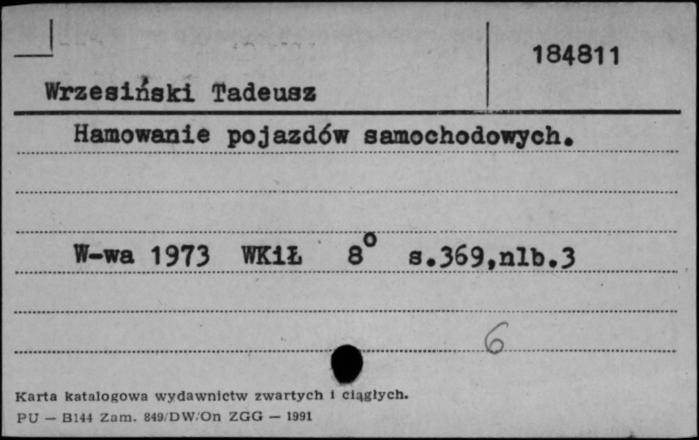 184811
Wrzesiński Tadeusz
Hamowanie pojazdów samochodowych.
W-wa 1973 WKiŁ 8° s.369,nlb.3
6
Karta katalogowa wydawnictw zwartych i ciągłych.
PU — B144 Zam. 849/DW/On ZGG — 1991